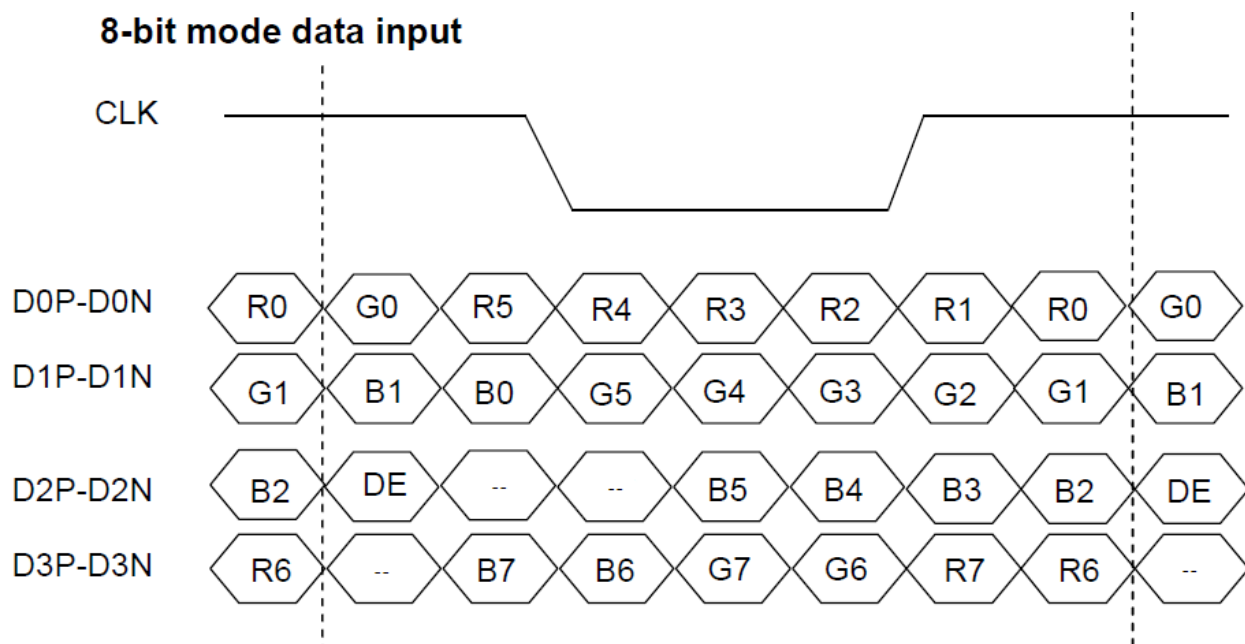 8-bit mode data input
CLK
D0P-D0N R0 G0 R5 R4 R3 R2 R1 R0 G0
D1P-D1N G1 B1 B0 G5 G4 G3 G2 G1 B1
D2P-D2N B2 DE -- -- B5 B4 B3 B2 DE
D3P-D3N R6 -- B7 B6 G7 G6 R7 R6 --